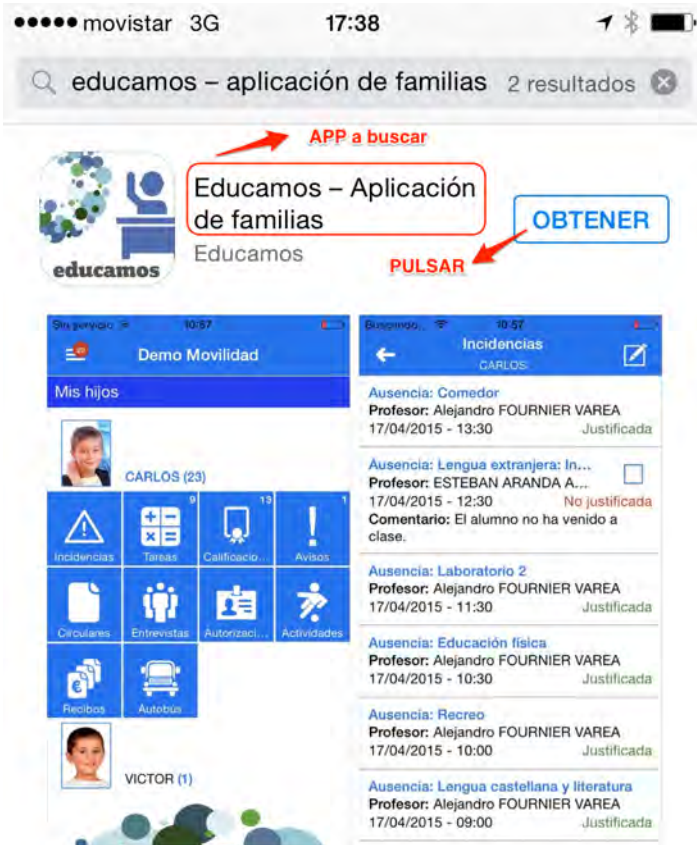 movistar 3G 17:38
educamos – aplicación de familias 2 resultados
APP a buscar
Educamos – Aplicación
de familias
Educamos
OBTENER
PULSAR
educamos
Sin servicio 10:57
Demo Movilidad
Mis hijos
CARLOS (23)
Incidencias
9
Tareas
13
Calificacio...
1
Avisos
Circulares
Entrevistas
Autorizaci...
Actividades
Recibos
Autobús
VICTOR (1)
Buscando... 10:57
Incidencias
CARLOS
Ausencia: Comedor
Profesor: Alejandro FOURNIER VAREA
17/04/2015 - 13:30 Justificada
Ausencia: Lengua extranjera: In...
Profesor: ESTEBAN ARANDA A...
17/04/2015 - 12:30 No justificada
Comentario: El alumno no ha venido a
clase.
Ausencia: Laboratorio 2
Profesor: Alejandro FOURNIER VAREA
17/04/2015 - 11:30 Justificada
Ausencia: Educación física
Profesor: Alejandro FOURNIER VAREA
17/04/2015 - 10:30 Justificada
Ausencia: Recreo
Profesor: Alejandro FOURNIER VAREA
17/04/2015 - 10:00 Justificada
Ausencia: Lengua castellana y literatura
Profesor: Alejandro FOURNIER VAREA
17/04/2015 - 09:00 Justificada